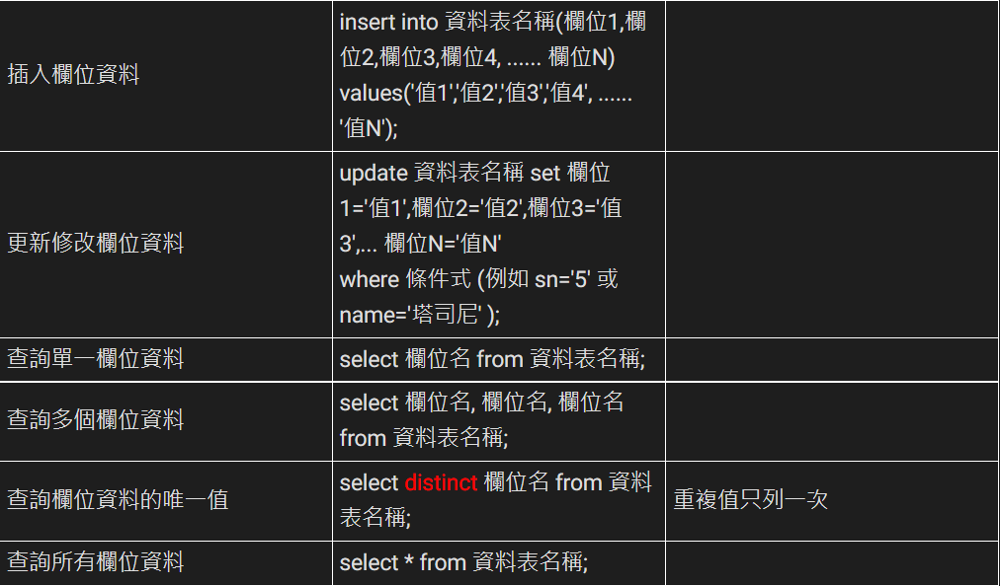 插入欄位資料
insert into 資料表名稱(欄位1,欄
位2,欄位3,欄位4, ...... 欄位N)
values('值1','值2','值3','值4', ......
'值N');
更新修改欄位資料
update 資料表名稱 set 欄位
1='值1',欄位2='值2',欄位3='值
3',... 欄位N='值N'
where 條件式 (例如 sn='5' 或
name='塔司尼' );
查詢單一欄位資料
select 欄位名 from 資料表名稱;
查詢多個欄位資料
select 欄位名, 欄位名, 欄位名
from 資料表名稱;
查詢欄位資料的唯一值
select distinct 欄位名 from 資料
表名稱;
重複值只列一次
查詢所有欄位資料
select * from 資料表名稱;